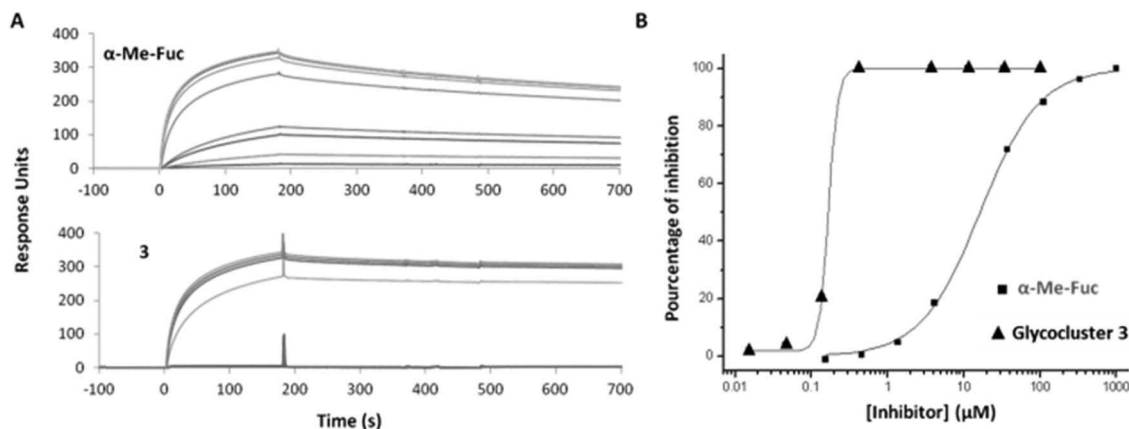 A
α-Me-Fuc
400
300
200
100
0
-100 0 100 200 300 400 500 600 700
3
400
300
200
100
0
-100 0 100 200 300 400 500 600 700
Response Units
Time (s)
B
100
80
60
40
20
0
0.01 0.1 1 10 100 1000
Pourcentage of inhibition
[Inhibitor] (µM)
α-Me-Fuc
Glycocluster 3